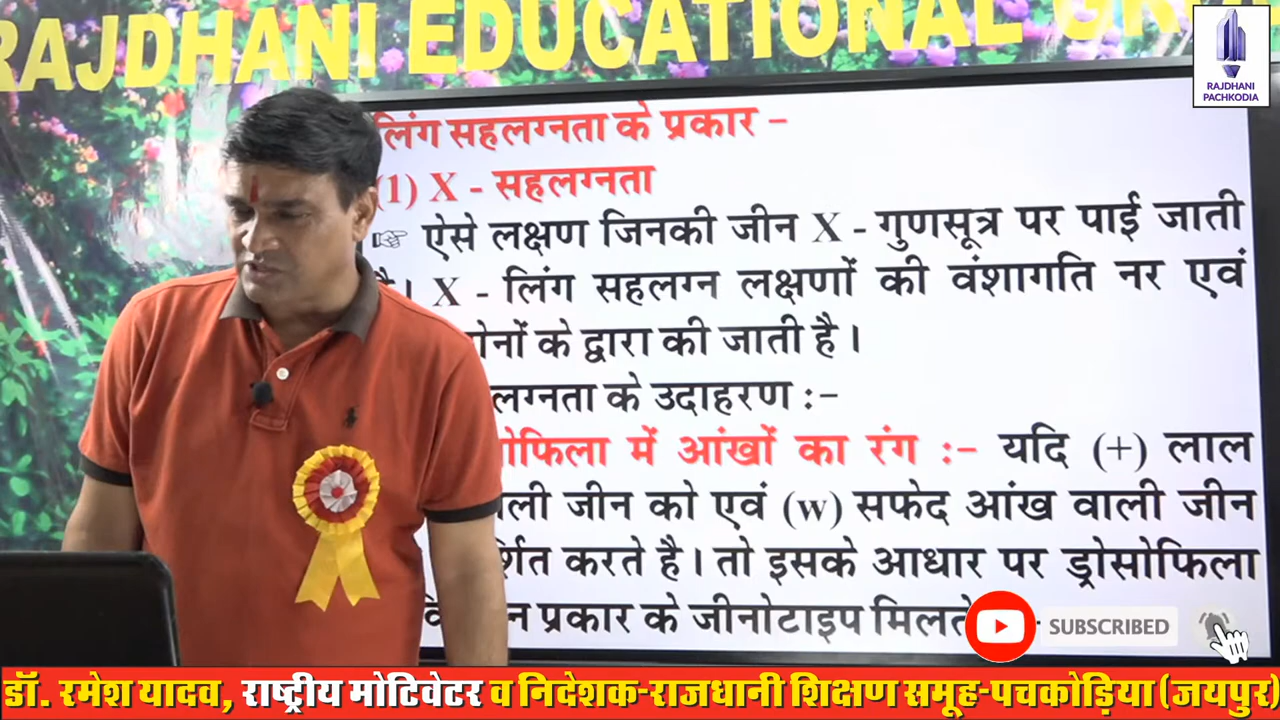 RAJDHANI EDUCATIONAL
RAJDHANI
PACHKODIA
लिंग सहलग्नता के प्रकार –
(1) X - सहलग्नता
☞ ऐसे लक्षण जिनकी जीन X - गुणसूत्र पर पाई जाती
है। X - लिंग सहलग्न लक्षणों की वंशागति नर एवं
के द्वारा की जाती है ।
के उदाहरण :–
में आंखों का रंग :– यदि (+) लाल
जीन को एवं (w) सफेद आंख वाली जीन
करते है । तो इसके आधार पर ड्रोसोफिला
प्रकार के जीनोटाइप मिलते
SUBSCRIBED
डॉ. रमेश यादव, राष्ट्रीय मोटिवेटर व निदेशक-राजधानी शिक्षण समूह-पचकोड़िया (जयपुर)